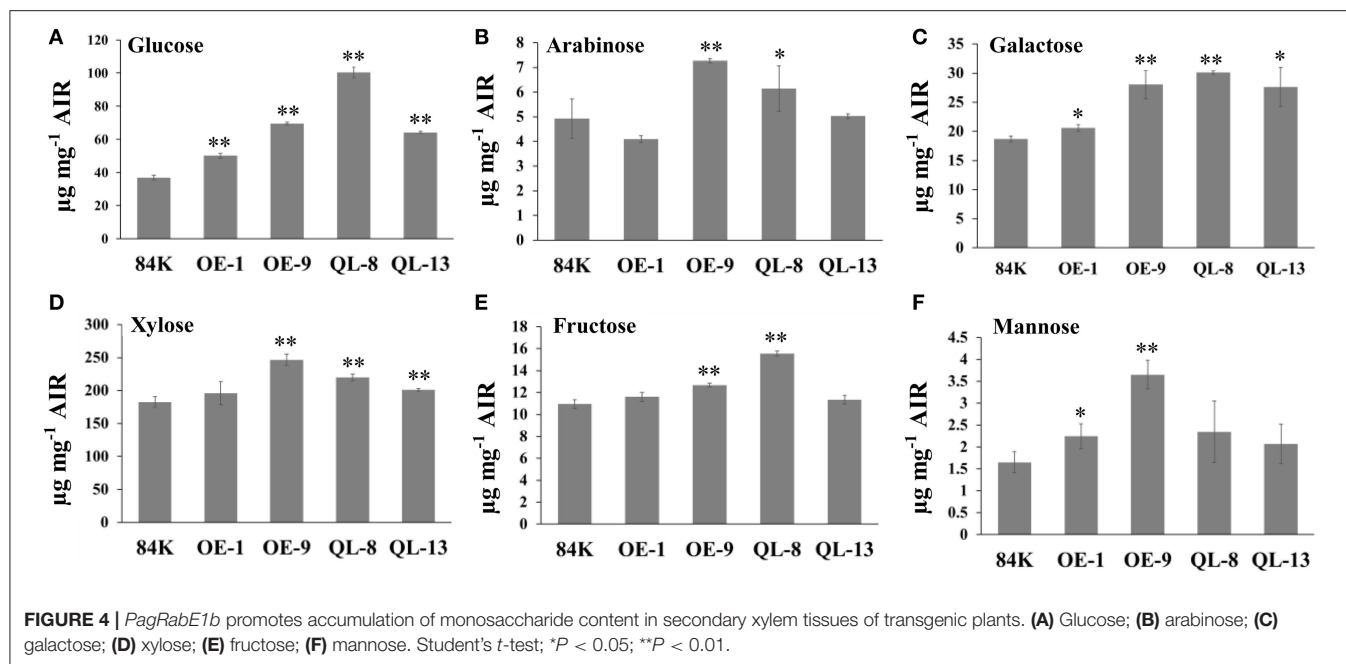 A
Glucose
μg mg-1 AIR
120
100
80
60
40
20
0
**
**
**
**
84K OE-1 OE-9 QL-8 QL-13
B
Arabinose
μg mg-1 AIR
8
7
6
5
4
3
2
1
0
**
*
84K OE-1 OE-9 QL-8 QL-13
C
Galactose
μg mg-1 AIR
35
30
25
20
15
10
5
0
*
**
**
*
84K OE-1 OE-9 QL-8 QL-13
D
Xylose
μg mg-1 AIR
300
250
200
150
100
50
0
**
**
**
84K OE-1 OE-9 QL-8 QL-13
E
Fructose
μg mg-1 AIR
18
16
14
12
10
8
6
4
2
0
**
**
84K OE-1 OE-9 QL-8 QL-13
F
Mannose
μg mg-1 AIR
4.5
4
3.5
3
2.5
2
1.5
1
0.5
0
*
**
84K OE-1 OE-9 QL-8 QL-13
FIGURE 4 | PagRabE1b promotes accumulation of monosaccharide content in secondary xylem tissues of transgenic plants. (A) Glucose; (B) arabinose; (C)
galactose; (D) xylose; (E) fructose; (F) mannose. Student's t-test; *P < 0.05; **P < 0.01.